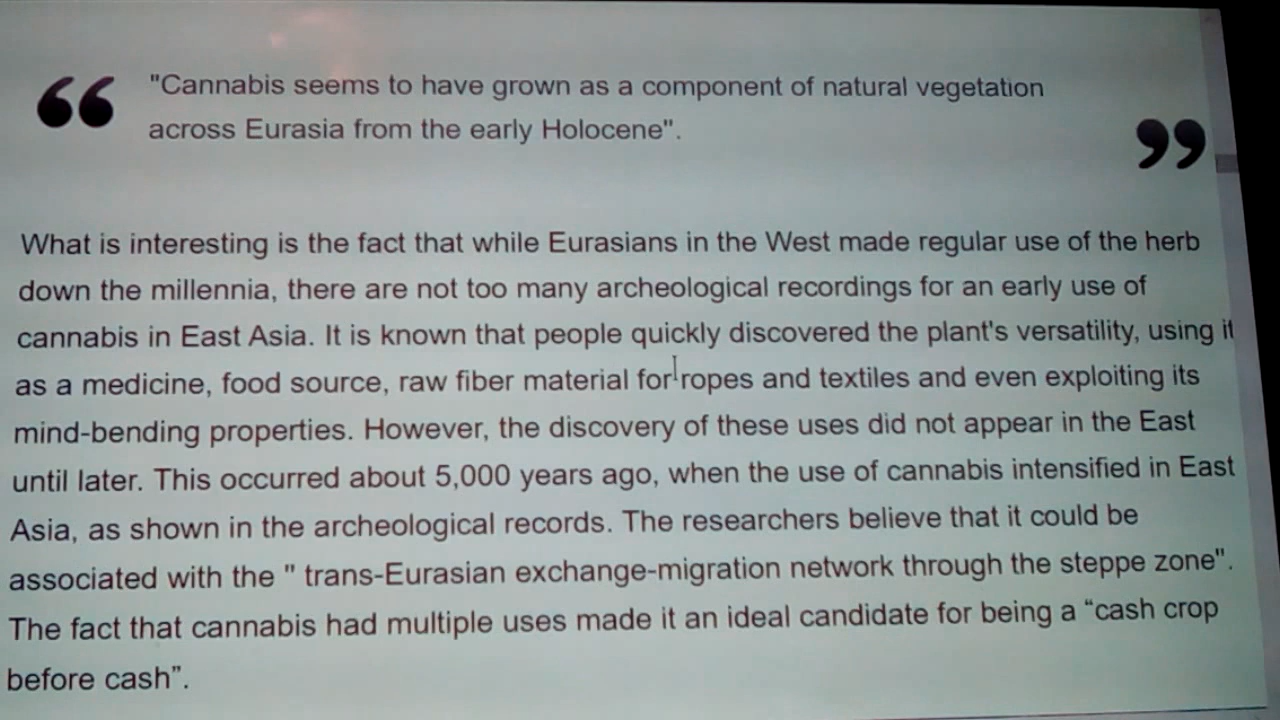 "Cannabis seems to have grown as a component of natural vegetation
across Eurasia from the early Holocene".
What is interesting is the fact that while Eurasians in the West made regular use of the herb
down the millennia, there are not too many archeological recordings for an early use of
cannabis in East Asia. It is known that people quickly discovered the plant's versatility, using it
as a medicine, food source, raw fiber material for ropes and textiles and even exploiting its
mind-bending properties. However, the discovery of these uses did not appear in the East
until later. This occurred about 5,000 years ago, when the use of cannabis intensified in East
Asia, as shown in the archeological records. The researchers believe that it could be
associated with the " trans-Eurasian exchange-migration network through the steppe zone".
The fact that cannabis had multiple uses made it an ideal candidate for being a “cash crop
before cash”.